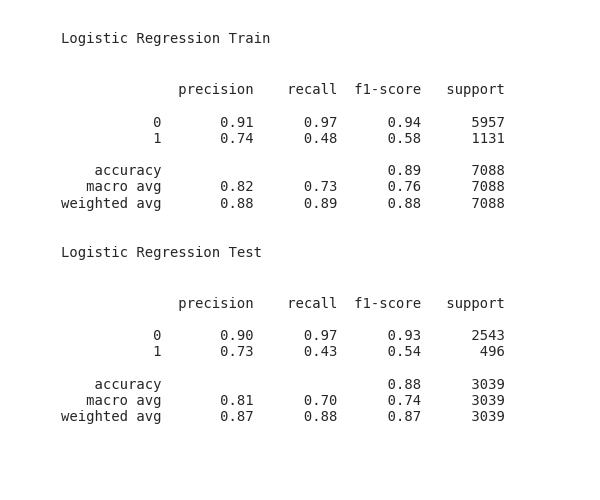 Logistic Regression Train
precision recall f1-score support
0 0.91 0.97 0.94 5957
1 0.74 0.48 0.58 1131
accuracy 0.89 7088
macro avg 0.82 0.73 0.76 7088
weighted avg 0.88 0.89 0.88 7088
Logistic Regression Test
precision recall f1-score support
0 0.90 0.97 0.93 2543
1 0.73 0.43 0.54 496
accuracy 0.88 3039
macro avg 0.81 0.70 0.74 3039
weighted avg 0.87 0.88 0.87 3039